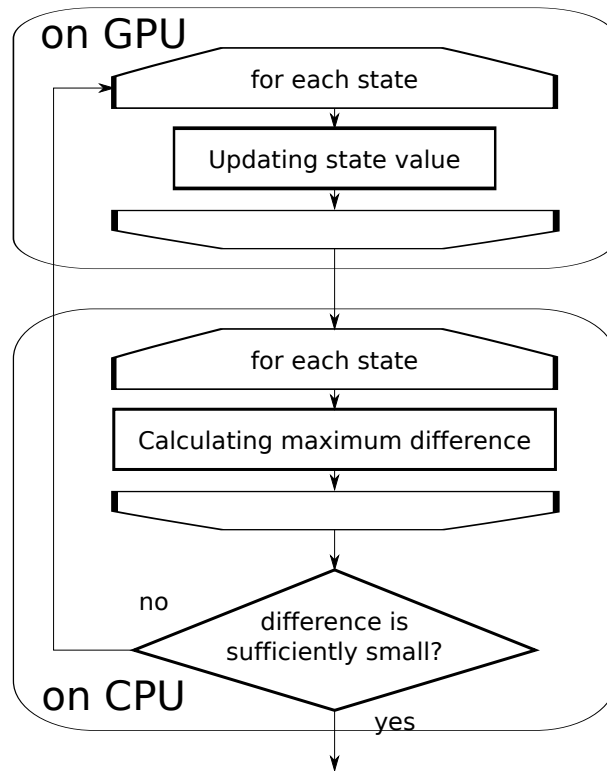 on GPU
for each state
Updating state value
for each state
Calculating maximum difference
no
difference is
sufficiently small?
on CPU
yes